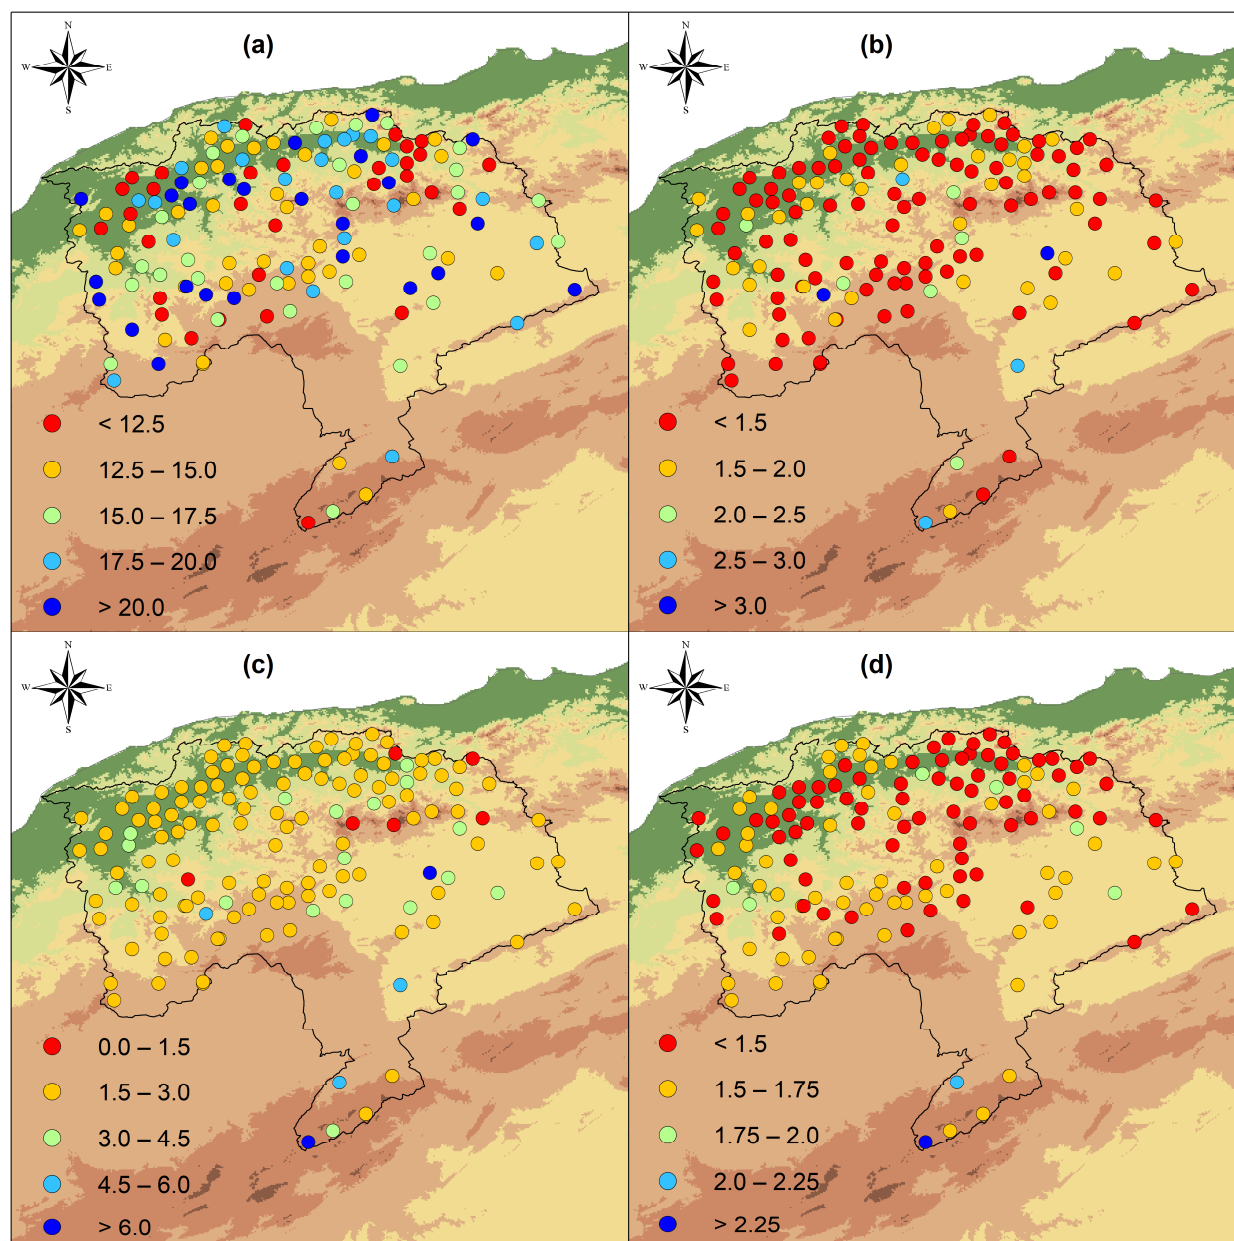 (a)
N
W E
S
< 12.5
12.5 – 15.0
15.0 – 17.5
17.5 – 20.0
> 20.0
(b)
N
W E
S
< 1.5
1.5 – 2.0
2.0 – 2.5
2.5 – 3.0
> 3.0
(c)
N
W E
S
0.0 – 1.5
1.5 – 3.0
3.0 – 4.5
4.5 – 6.0
> 6.0
(d)
N
W E
S
< 1.5
1.5 – 1.75
1.75 – 2.0
2.0 – 2.25
> 2.25